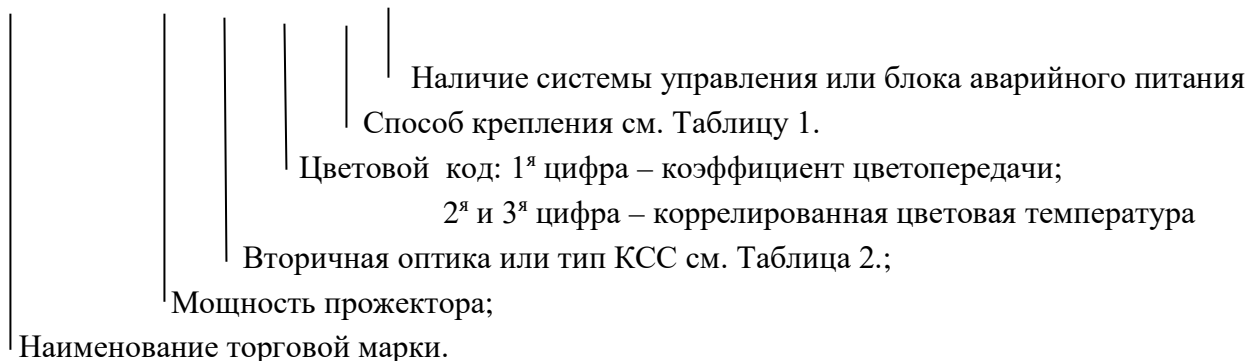 Наличие системы управления или блока аварийного питания
Способ крепления см. Таблицу 1.
Цветовой код: 1я цифра – коэффициент цветопередачи;
2я и 3я цифра – коррелированная цветовая температура
Вторичная оптика или тип КСС см. Таблица 2.;
Мощность прожектора;
Наименование торговой марки.